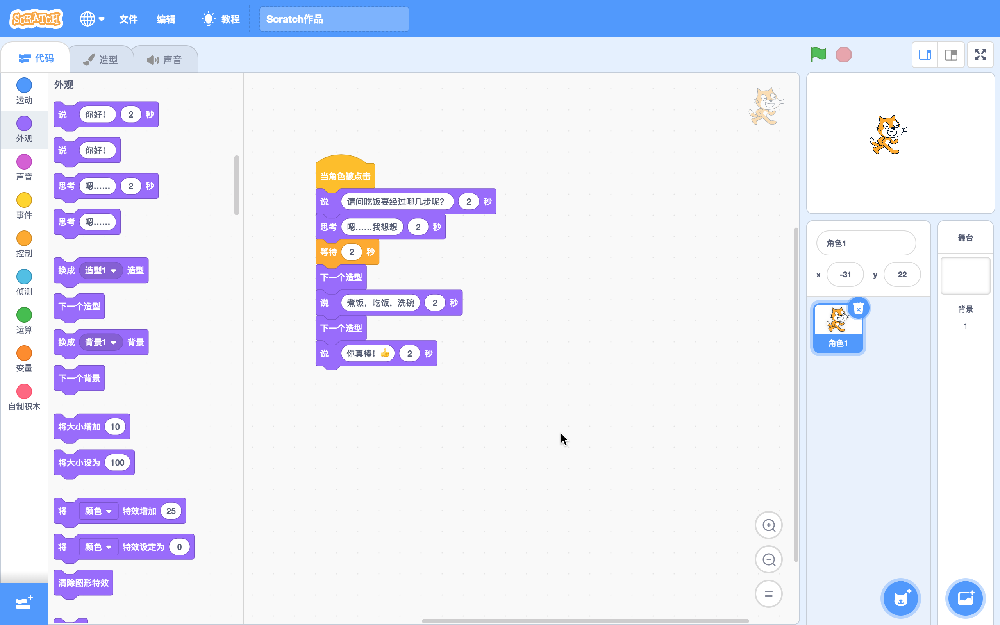 SCRATCH
文件
编辑
教程
Scratch作品
代码
造型
声音
运动
外观
声音
事件
控制
侦测
运算
变量
自制积木
外观
说 你好! 2 秒
说 你好!
思考 嗯…… 2 秒
思考 嗯……
换成 造型1 造型
下一个造型
换成 背景1 背景
下一个背景
将大小增加 10
将大小设为 100
将 颜色 特效增加 25
将 颜色 特效设定为 0
清除图形特效
当角色被点击
说 请问吃饭要经过哪几步呢? 2 秒
思考 嗯……我想想 2 秒
等待 2 秒
下一个造型
说 煮饭，吃饭，洗碗 2 秒
下一个造型
说 你真棒! 👍 2 秒
角色1
x -31 y 22
角色1
舞台
背景
1